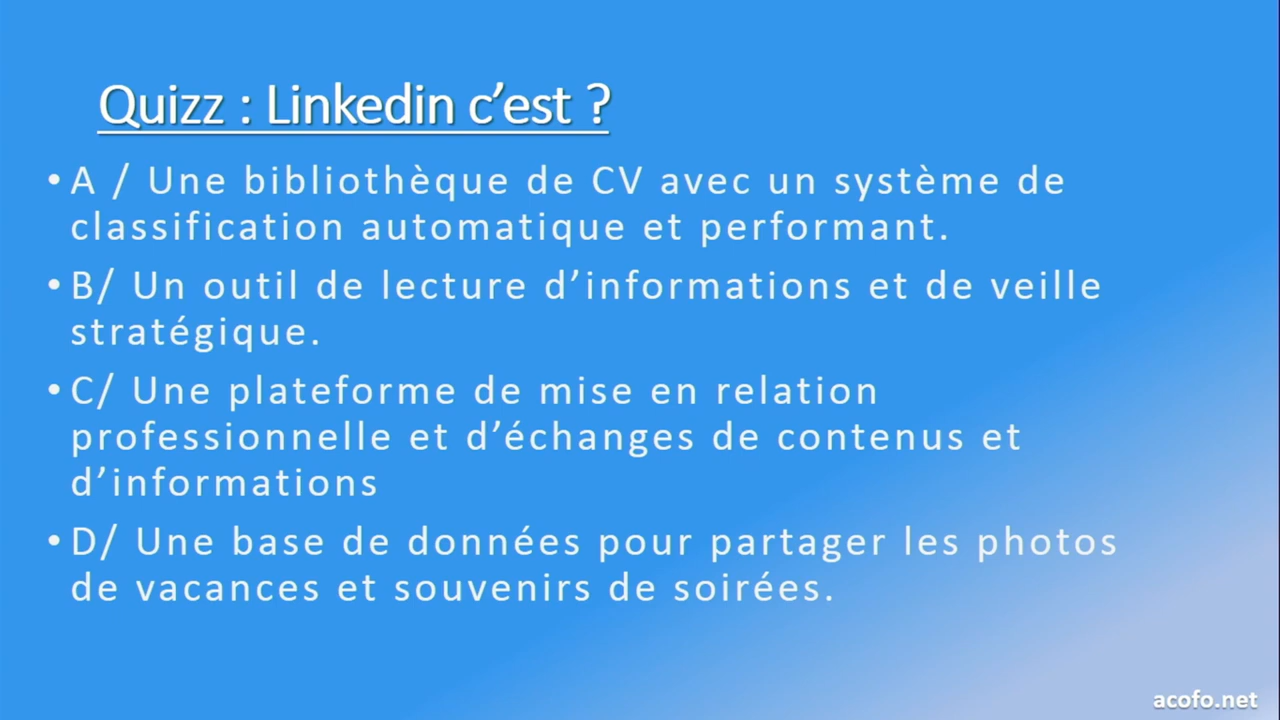 Quizz : Linkedin c’est ?
• A / Une bibliothèque de CV avec un système de
classification automatique et performant.
• B/ Un outil de lecture d’informations et de veille
stratégique.
• C/ Une plateforme de mise en relation
professionnelle et d’échanges de contenus et
d’informations
• D/ Une base de données pour partager les photos
de vacances et souvenirs de soirées.
acofo.net